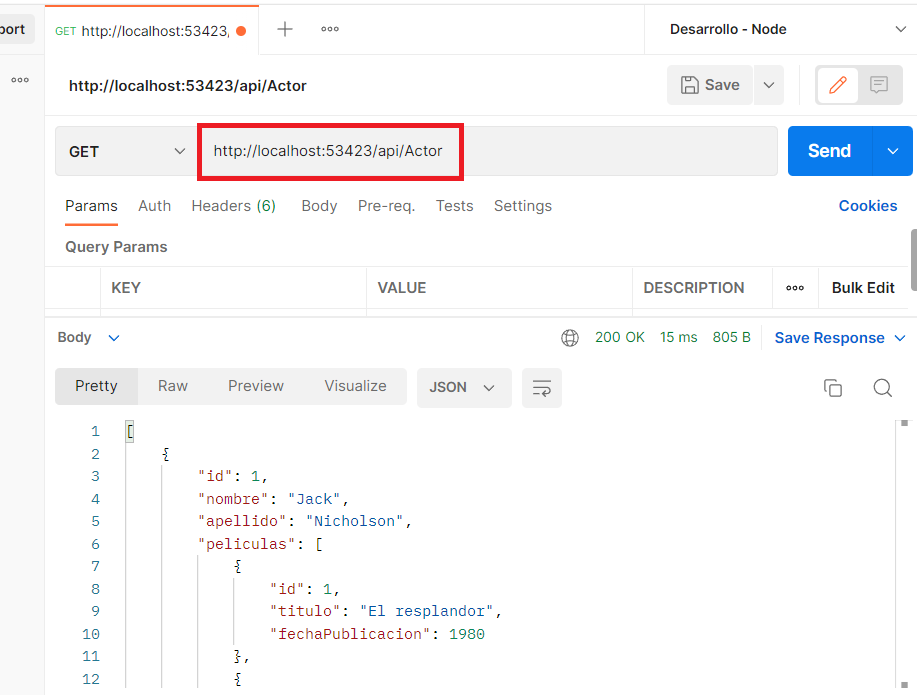 port
GET http://localhost:53423,
Desarrollo - Node
http://localhost:53423/api/Actor
Save
GET
http://localhost:53423/api/Actor
Send
Params Auth Headers (6) Body Pre-req. Tests Settings Cookies
Query Params
KEY VALUE DESCRIPTION Bulk Edit
Body 200 OK 15 ms 805 B Save Response
Pretty Raw Preview Visualize JSON
1 [
2 {
3 "id": 1,
4 "nombre": "Jack",
5 "apellido": "Nicholson",
6 "peliculas": [
7 {
8 "id": 1,
9 "titulo": "El resplandor",
10 "fechaPublicacion": 1980
11 },
12 {